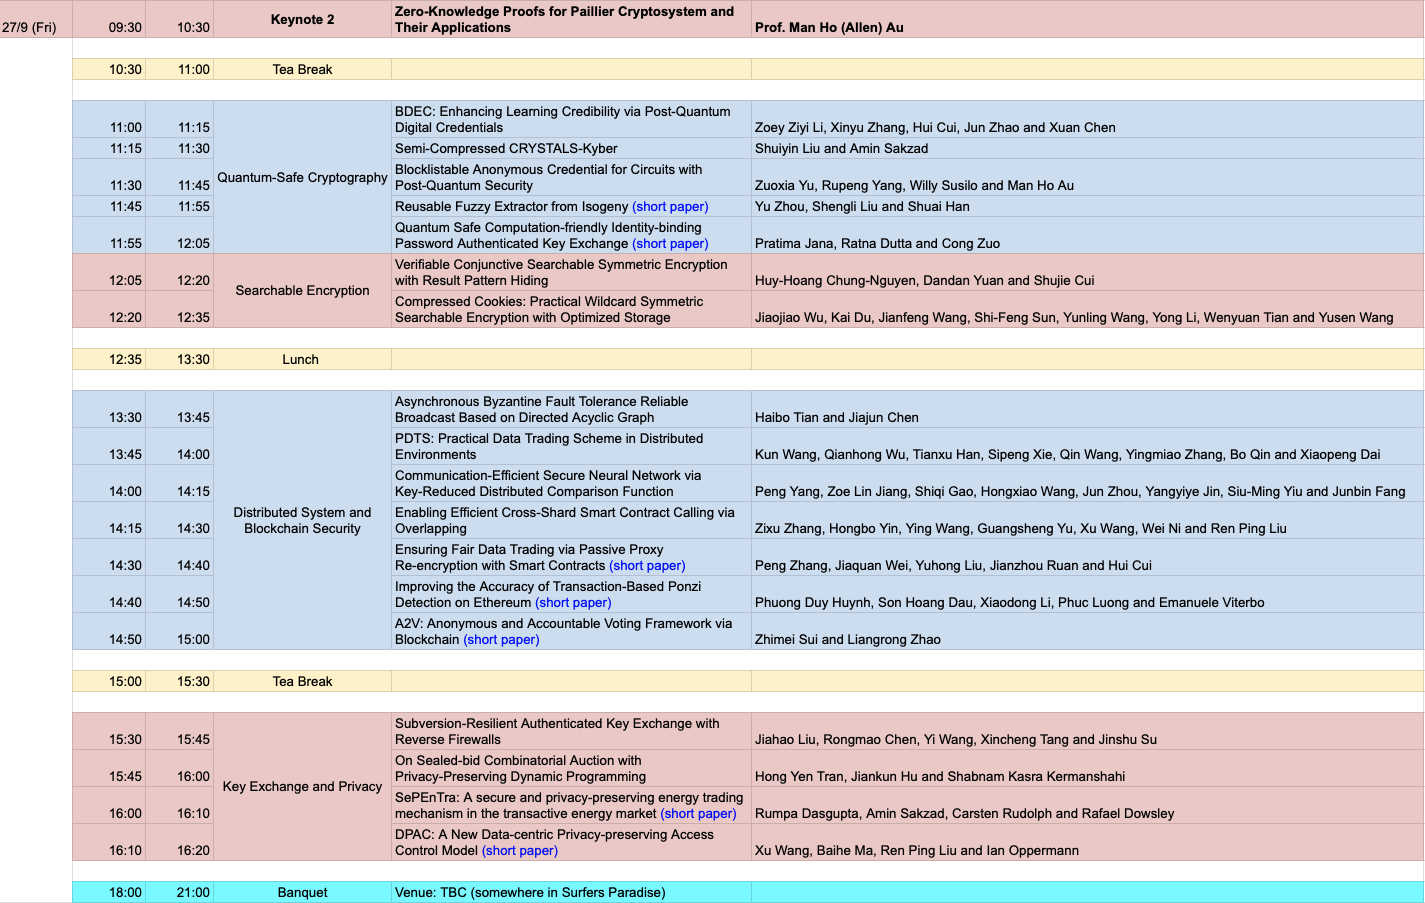 27/9 (Fri) 09:30 10:30 Keynote 2 Zero-Knowledge Proofs for Paillier Cryptosystem and
Their Applications Prof. Man Ho (Allen) Au
10:30 11:00 Tea Break
Quantum-Safe Cryptography
11:00 11:15 BDEC: Enhancing Learning Credibility via Post-Quantum
Digital Credentials Zoey Ziyi Li, Xinyu Zhang, Hui Cui, Jun Zhao and Xuan Chen
11:15 11:30 Semi-Compressed CRYSTALS-Kyber Shuiyin Liu and Amin Sakzad
11:30 11:45 Blocklistable Anonymous Credential for Circuits with
Post-Quantum Security Zuoxia Yu, Rupeng Yang, Willy Susilo and Man Ho Au
11:45 11:55 Reusable Fuzzy Extractor from Isogeny (short paper) Yu Zhou, Shengli Liu and Shuai Han
11:55 12:05 Quantum Safe Computation-friendly Identity-binding
Password Authenticated Key Exchange (short paper) Pratima Jana, Ratna Dutta and Cong Zuo
Searchable Encryption
12:05 12:20 Verifiable Conjunctive Searchable Symmetric Encryption
with Result Pattern Hiding Huy-Hoang Chung-Nguyen, Dandan Yuan and Shujie Cui
12:20 12:35 Compressed Cookies: Practical Wildcard Symmetric
Searchable Encryption with Optimized Storage Jiaojiao Wu, Kai Du, Jianfeng Wang, Shi-Feng Sun, Yunling Wang, Yong Li, Wenyuan Tian and Yusen Wang
12:35 13:30 Lunch
Distributed System and
Blockchain Security
13:30 13:45 Asynchronous Byzantine Fault Tolerance Reliable
Broadcast Based on Directed Acyclic Graph Haibo Tian and Jiajun Chen
13:45 14:00 PDTS: Practical Data Trading Scheme in Distributed
Environments Kun Wang, Qianhong Wu, Tianxu Han, Sipeng Xie, Qin Wang, Yingmiao Zhang, Bo Qin and Xiaopeng Dai
14:00 14:15 Communication-Efficient Secure Neural Network via
Key-Reduced Distributed Comparison Function Peng Yang, Zoe Lin Jiang, Shiqi Gao, Hongxiao Wang, Jun Zhou, Yangyiye Jin, Siu-Ming Yiu and Junbin Fang
14:15 14:30 Enabling Efficient Cross-Shard Smart Contract Calling via
Overlapping Zixu Zhang, Hongbo Yin, Ying Wang, Guangsheng Yu, Xu Wang, Wei Ni and Ren Ping Liu
14:30 14:40 Ensuring Fair Data Trading via Passive Proxy
Re-encryption with Smart Contracts (short paper) Peng Zhang, Jiaquan Wei, Yuhong Liu, Jianzhou Ruan and Hui Cui
14:40 14:50 Improving the Accuracy of Transaction-Based Ponzi
Detection on Ethereum (short paper) Phuong Duy Huynh, Son Hoang Dau, Xiaodong Li, Phuc Luong and Emanuele Viterbo
14:50 15:00 A2V: Anonymous and Accountable Voting Framework via
Blockchain (short paper) Zhimei Sui and Liangrong Zhao
15:00 15:30 Tea Break
Key Exchange and Privacy
15:30 15:45 Subversion-Resilient Authenticated Key Exchange with
Reverse Firewalls Jiahao Liu, Rongmao Chen, Yi Wang, Xincheng Tang and Jinshu Su
15:45 16:00 On Sealed-bid Combinatorial Auction with
Privacy-Preserving Dynamic Programming Hong Yen Tran, Jiankun Hu and Shabnam Kasra Kermanshahi
16:00 16:10 SePEnTra: A secure and privacy-preserving energy trading
mechanism in the transactive energy market (short paper) Rumpa Dasgupta, Amin Sakzad, Carsten Rudolph and Rafael Dowsley
16:10 16:20 DPAC: A New Data-centric Privacy-preserving Access
Control Model (short paper) Xu Wang, Baihe Ma, Ren Ping Liu and Ian Oppermann
18:00 21:00 Banquet Venue: TBC (somewhere in Surfers Paradise)